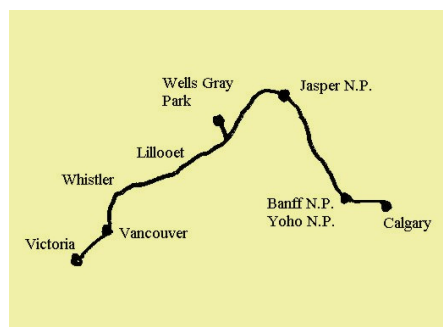 Wells Gray
Park
Jasper N.P.
Lillooet
Whistler
Banff N.P.
Yoho N.P.
Calgary
Vancouver
Victoria